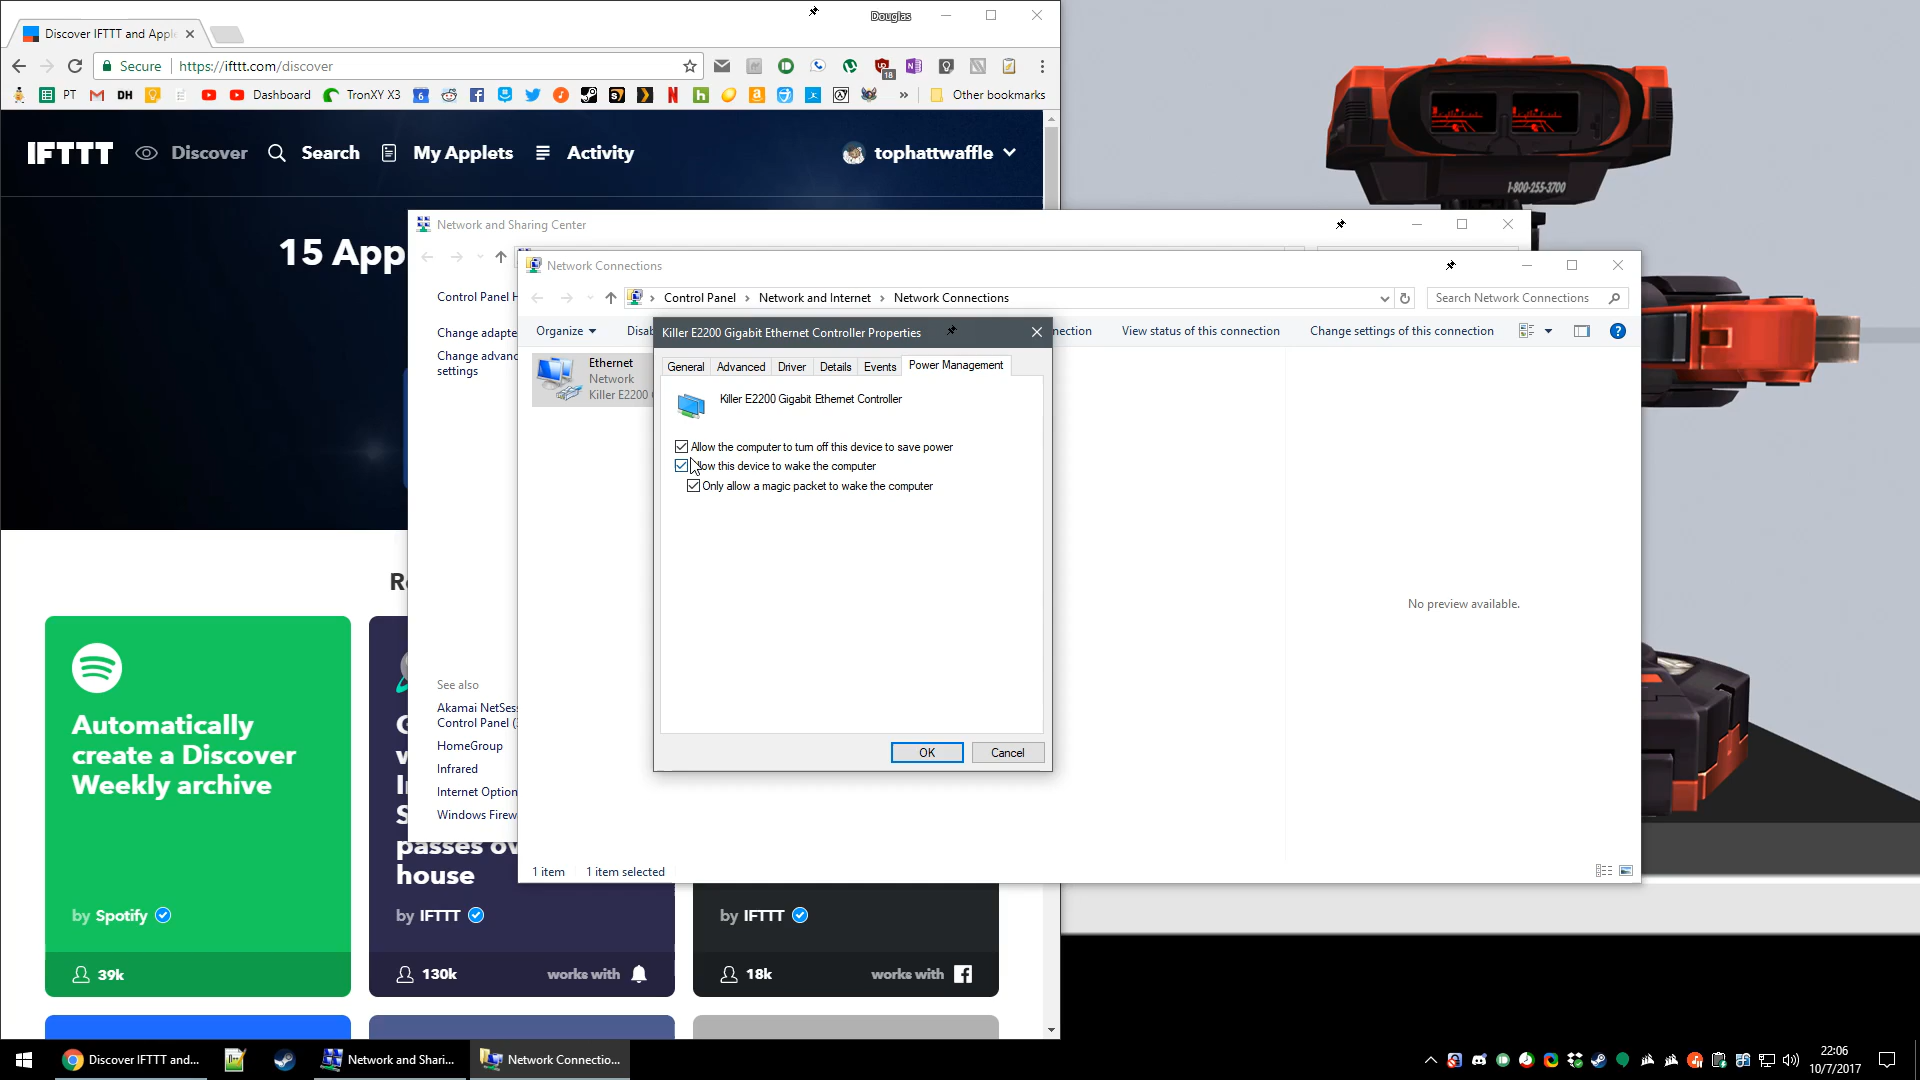 Douglas
Discover IFTTT and Apple
Secure
https://ifttt.com/discover
18
PT
DH
Dashboard
TronXY X3
6
»
Other bookmarks
IFTTT
Discover
Search
My Applets
Activity
tophattwaffle
15 App
1-800-255-3700
Network and Sharing Center
Control Panel H
Change adapte
Change advanc
settings
See also
Akamai NetSes
Control Panel (
HomeGroup
Infrared
Internet Option
Windows Firew
Network Connections
Control Panel
Network and Internet
Network Connections
Search Network Connections
Organize
Disab
nection
View status of this connection
Change settings of this connection
Ethernet
Network
Killer E2200
No preview available.
1 item
1 item selected
Killer E2200 Gigabit Ethernet Controller Properties
General
Advanced
Driver
Details
Events
Power Management
Killer E2200 Gigabit Ethernet Controller
Allow the computer to turn off this device to save power
low this device to wake the computer
Only allow a magic packet to wake the computer
OK
Cancel
Automatically
create a Discover
Weekly archive
by Spotify
39k
passes ov
house
by IFTTT
130k
works with
by IFTTT
18k
works with
Discover IFTTT and...
Network and Shari...
Network Connectio...
22:06
10/7/2017